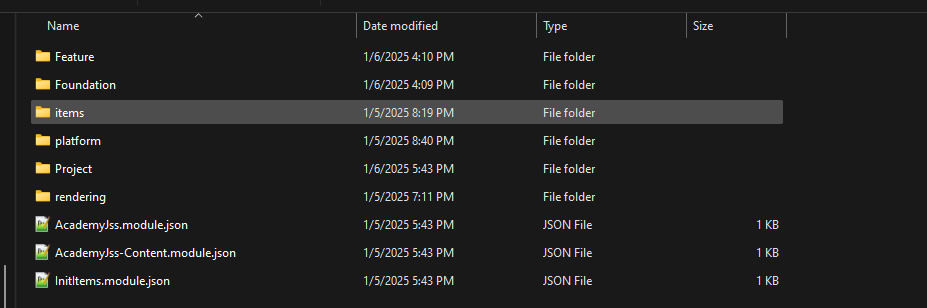 Name Date modified Type Size
Feature 1/6/2025 4:10 PM File folder
Foundation 1/6/2025 4:09 PM File folder
items 1/5/2025 8:19 PM File folder
platform 1/5/2025 8:40 PM File folder
Project 1/6/2025 5:43 PM File folder
rendering 1/5/2025 7:11 PM File folder
AcademyJss.module.json 1/5/2025 5:43 PM JSON File 1 KB
AcademyJss-Content.module.json 1/5/2025 5:43 PM JSON File 1 KB
InitItems.module.json 1/5/2025 5:43 PM JSON File 1 KB